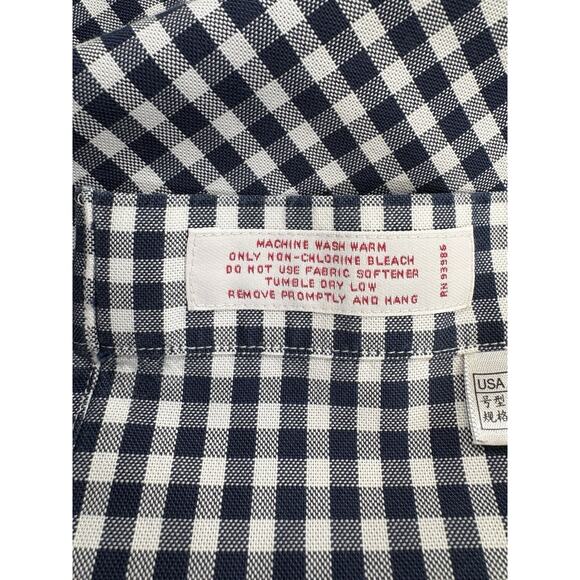 MACHINE WASH WARM
ONLY NON-CHLORINE BLEACH
DO NOT USE FABRIC SOFTENER
TUMBLE DRY LOW
REMOVE PROMPTLY AND HANG
RN 93986
USA
号型
规格